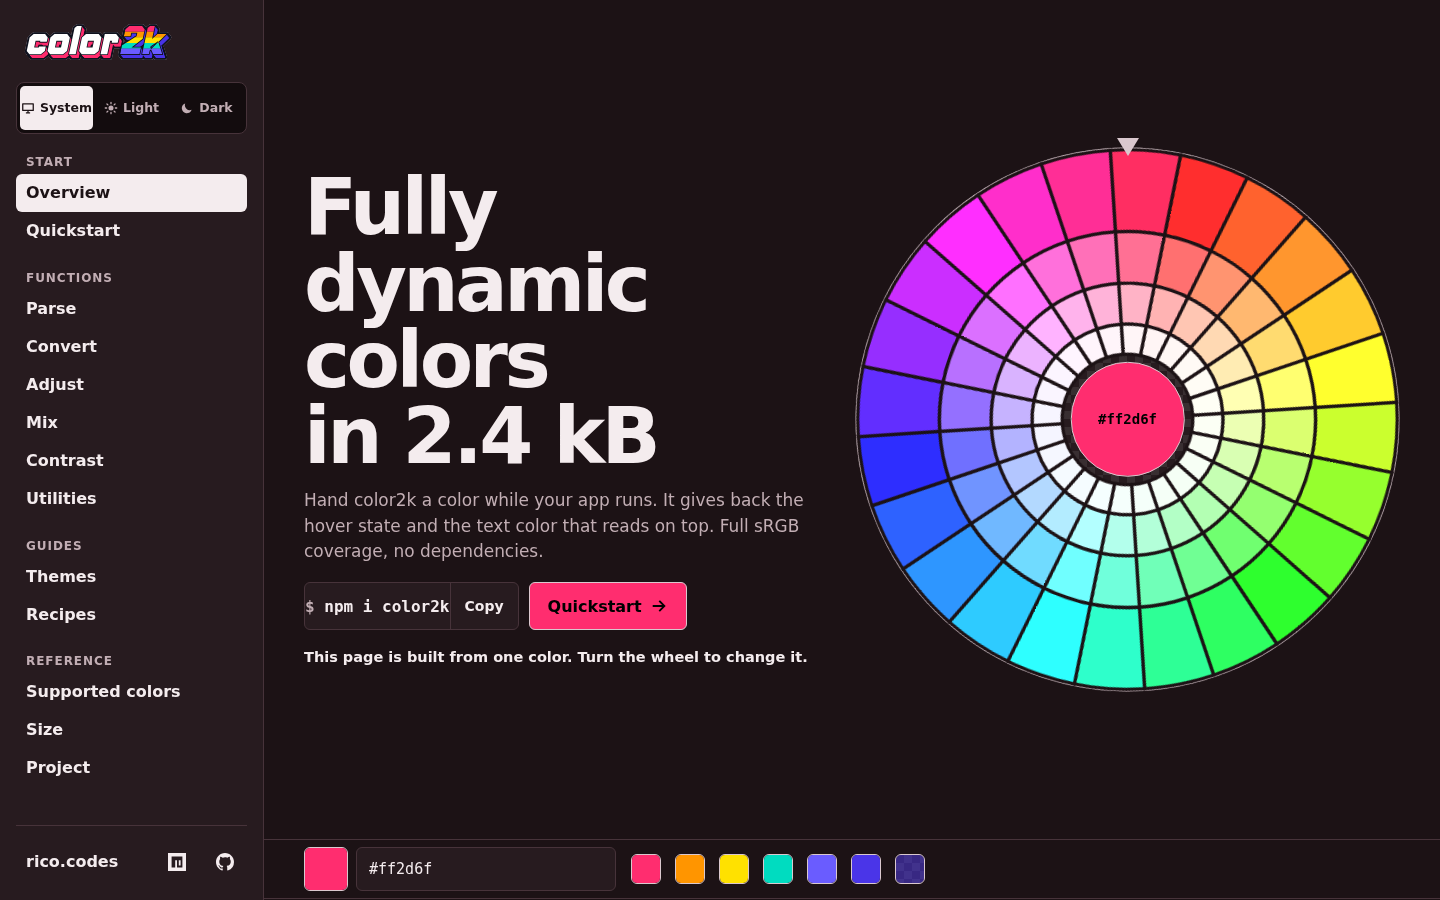 color2k
System
Light
Dark
START
Overview
Quickstart
FUNCTIONS
Parse
Convert
Adjust
Mix
Contrast
Utilities
GUIDES
Themes
Recipes
REFERENCE
Supported colors
Size
Project
rico.codes
Fully
dynamic
colors
in 2.4 kB
Hand color2k a color while your app runs. It gives back the
hover state and the text color that reads on top. Full sRGB
coverage, no dependencies.
$ npm i color2k
Copy
Quickstart →
This page is built from one color. Turn the wheel to change it.
#ff2d6f
#ff2d6f